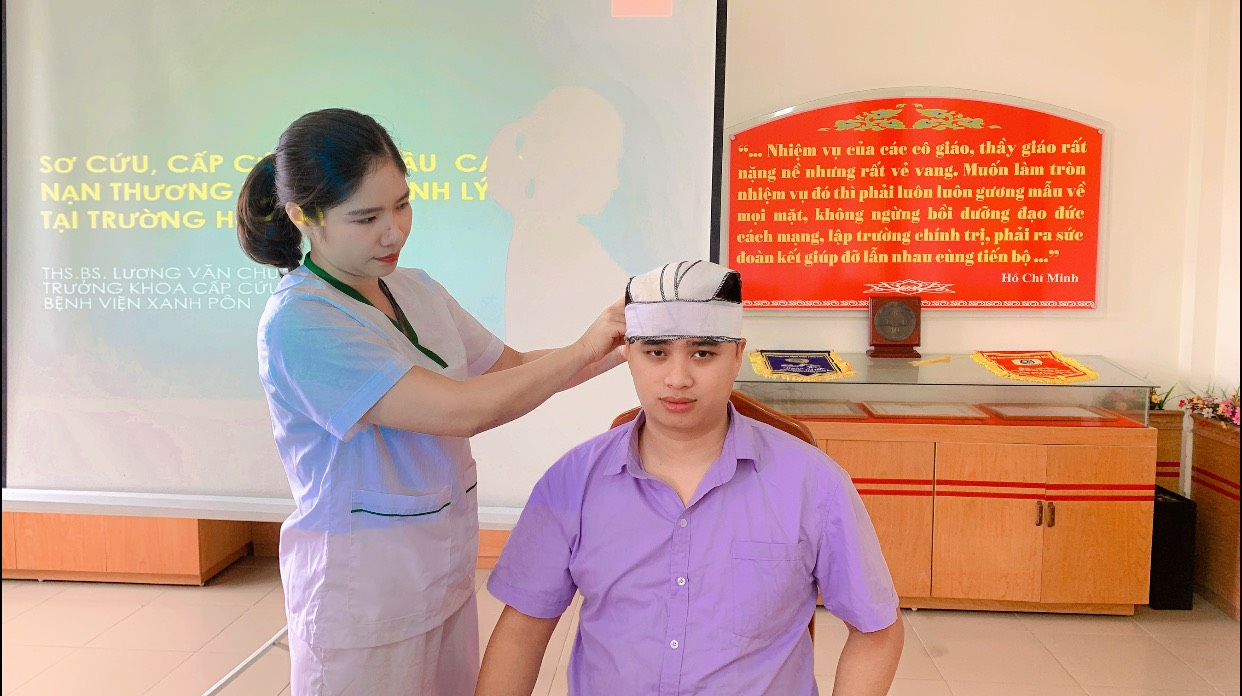 SƠ CỨU, CẤP
NẠN THƯƠNG
TẠI TRƯỜNG
THS.BS. LƯƠNG VĂN
TRƯỞNG KHOA CẤP CỨU
BỆNH VIỆN XANH PÔN
“... Nhiệm vụ của các cô giáo, thầy giáo rất
nặng nề nhưng rất vẻ vang. Muốn làm tròn
nhiệm vụ đó thì phải luôn luôn gương mẫu về
mọi mặt, không ngừng bồi dưỡng đạo đức
cách mạng, lập trường chính trị, phải ra sức
đoàn kết giúp đỡ lẫn nhau cùng tiến bộ ...”
Hồ Chí Minh